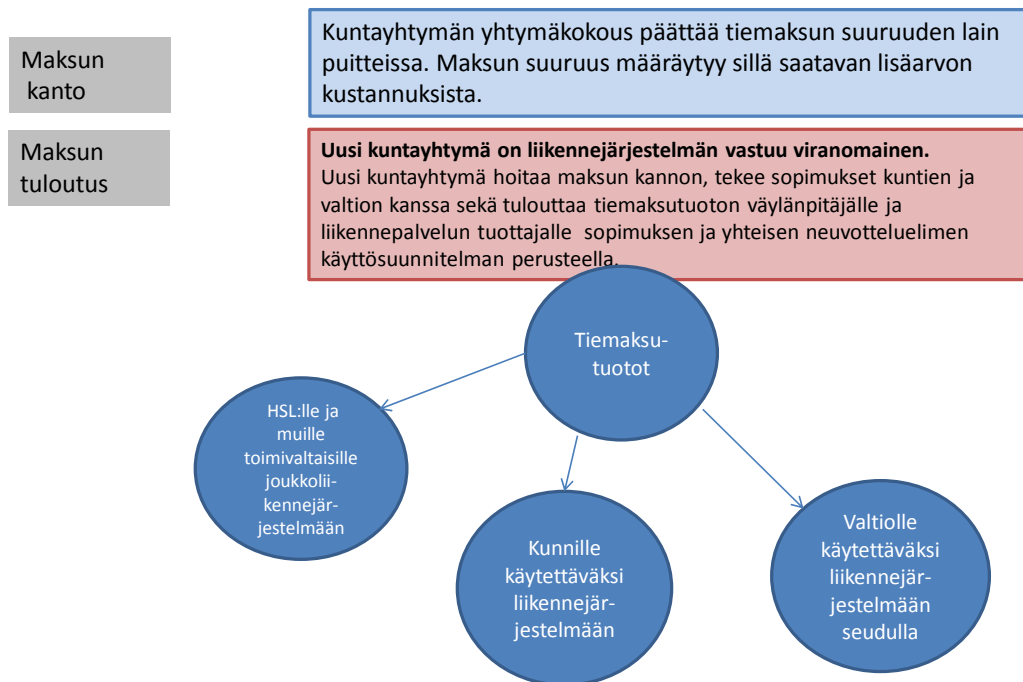 Maksun
kanto
Kuntayhtymän yhtymäkokous päättää tiemaksun suuruuden lain
puitteissa. Maksun suuruus määräytyy sillä saatavan lisäarvon
kustannuksista.
Maksun
tuloutus
Uusi kuntayhtymä on liikennejärjestelmän vastuu viranomainen.
Uusi kuntayhtymä hoitaa maksun kannon, tekee sopimukset kuntien ja
valtion kanssa sekä tulouttaa tiemaksutuoton väylänpitäjälle ja
liikennepalvelun tuottajalle sopimuksen ja yhteisen neuvotteluelimen
käyttösuunnitelman perusteella.
Tiemaksu-
tuotot
HSL:lle ja
muille
toimivaltaisille
joukkolii-
kennejär-
jestelmään
Kunnille
käytettäväksi
liikennejär-
jestelmään
Valtiolle
käytettäväksi
liikennejär-
jestelmään
seudulla